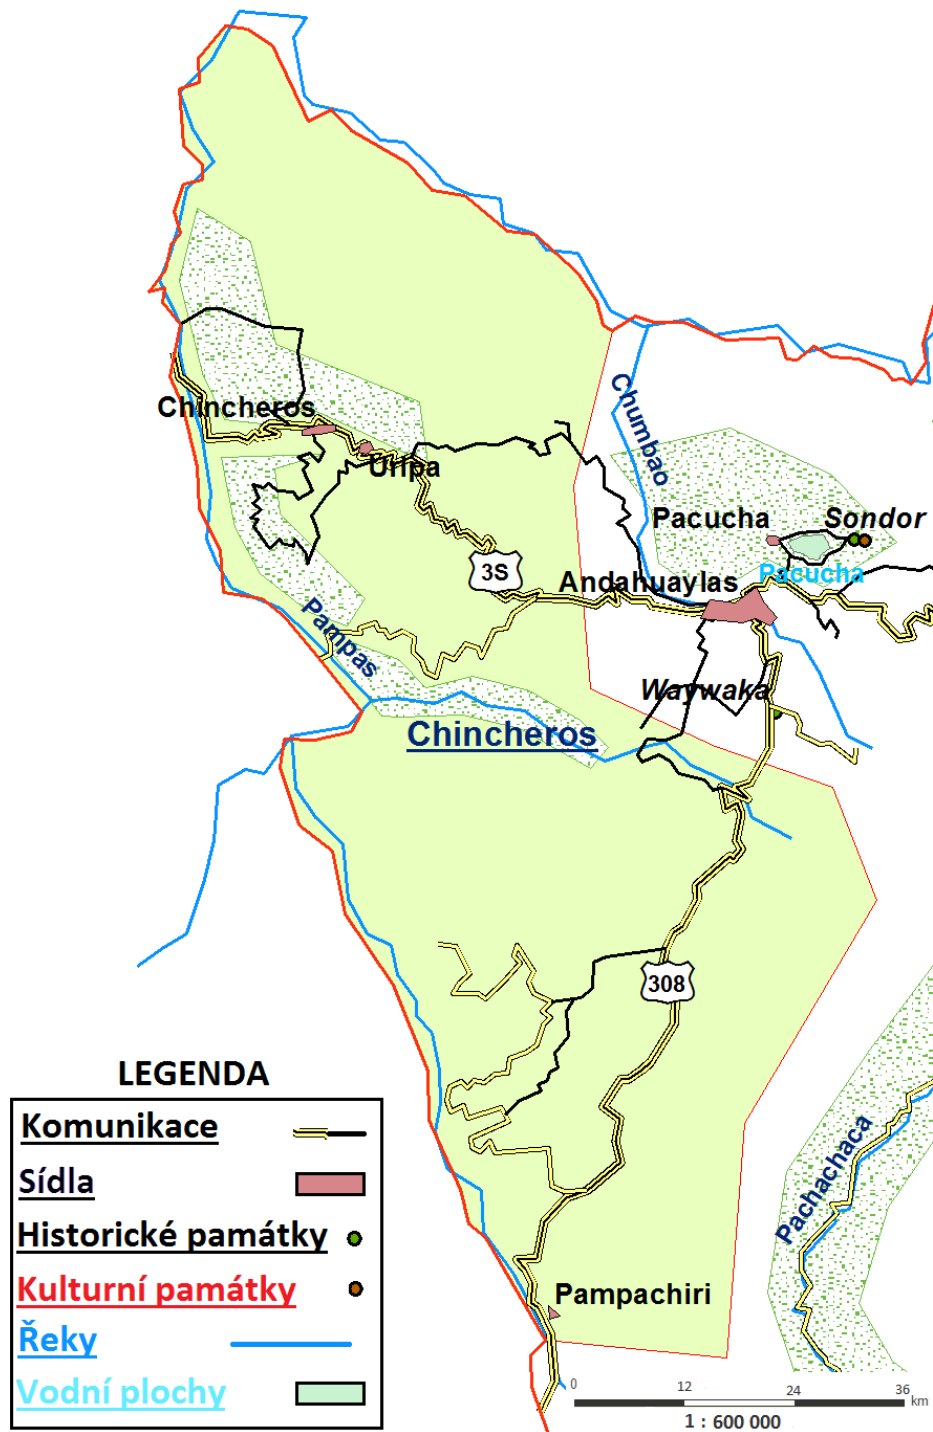 Chumbao
Chincheros
Uripa
Pacucha
Sondor
3S
Andahuaylas
Pacucha
Pampas
Waywaka
Chincheros
308
Pachachaca
Pampachiri
LEGENDA
Komunikace
Sídla
Historické památky
Kulturní památky
Řeky
Vodní plochy
0 12 24 36 km
1 : 600 000